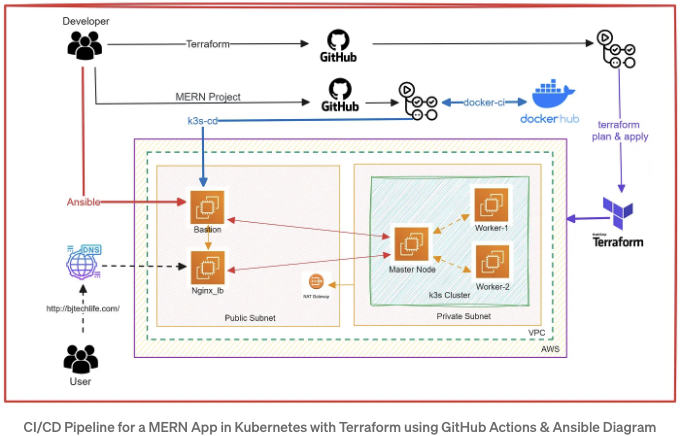 Developer
Terraform
GitHub
MERN Project
GitHub
docker-ci
docker hub
k3s-cd
terraform
plan & apply
Ansible
Bastion
Worker-1
Terraform
DNS
Master Node
Nginx_lb
Worker-2
NAT Gateway
k3s Cluster
http://bjtechlife.com/
Public Subnet
Private Subnet
VPC
AWS
User
CI/CD Pipeline for a MERN App in Kubernetes with Terraform using GitHub Actions & Ansible Diagram